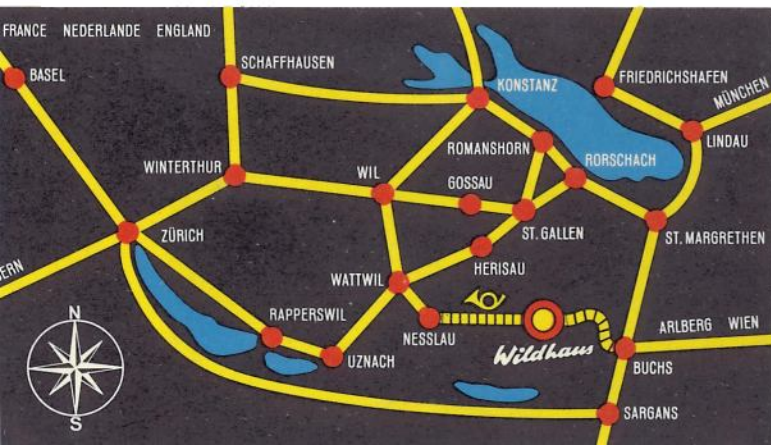 FRANCE NEDERLANDE ENGLAND
BASEL
SCHAFFHAUSEN
KONSTANZ
FRIEDRICHSHAFEN
MÜNCHEN
LINDAU
ROMANSHORN
RORSCHACH
WINTERTHUR
WIL
GOSSAU
ZÜRICH
ST. GALLEN
ST. MARGRETHEN
HERISAU
WATTWIL
ERN
RAPPERSWIL
NESSLAU
ARLBERG WIEN
Wildhaus
UZNACH
BUCHS
SARGANS
N
S